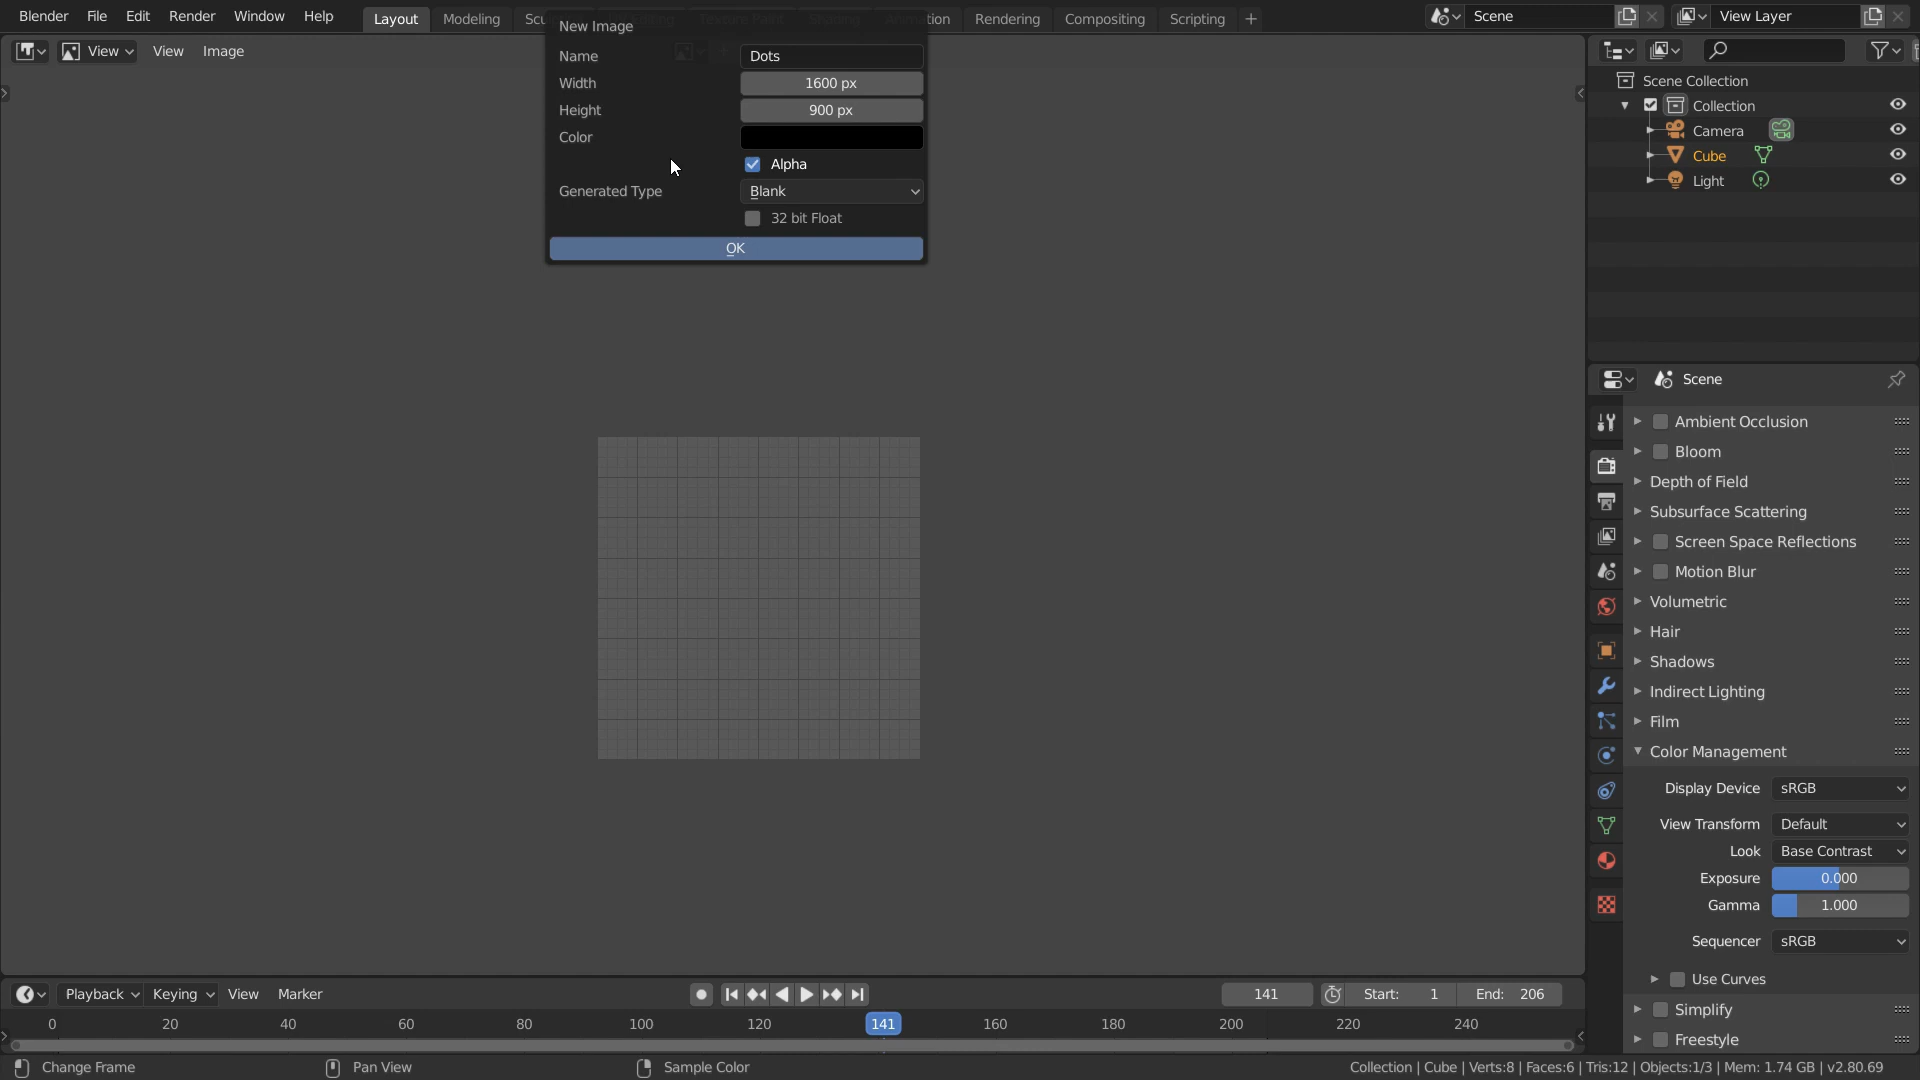 Blender File Edit Render Window Help Layout Modeling Animation Rendering Compositing Scripting Scene View Layer
New Image
View View Image
Name Dots
Width 1600 px
Height 900 px
Color
Alpha
Generated Type Blank
32 bit Float
OK
Scene Collection
Collection
Camera
Cube
Light
Scene
Ambient Occlusion
Bloom
Depth of Field
Subsurface Scattering
Screen Space Reflections
Motion Blur
Volumetric
Hair
Shadows
Indirect Lighting
Film
Color Management
Display Device sRGB
View Transform Default
Look Base Contrast
Exposure 0.000
Gamma 1.000
Sequencer sRGB
Use Curves
Simplify
Freestyle
Playback Keying View Marker 141 Start: 1 End: 206
0 20 40 60 80 100 120 141 160 180 200 220 240
Change Frame Pan View Sample Color Collection | Cube | Verts:8 | Faces:6 | Tris:12 | Objects:1/3 | Mem: 1.74 GB | v2.80.69